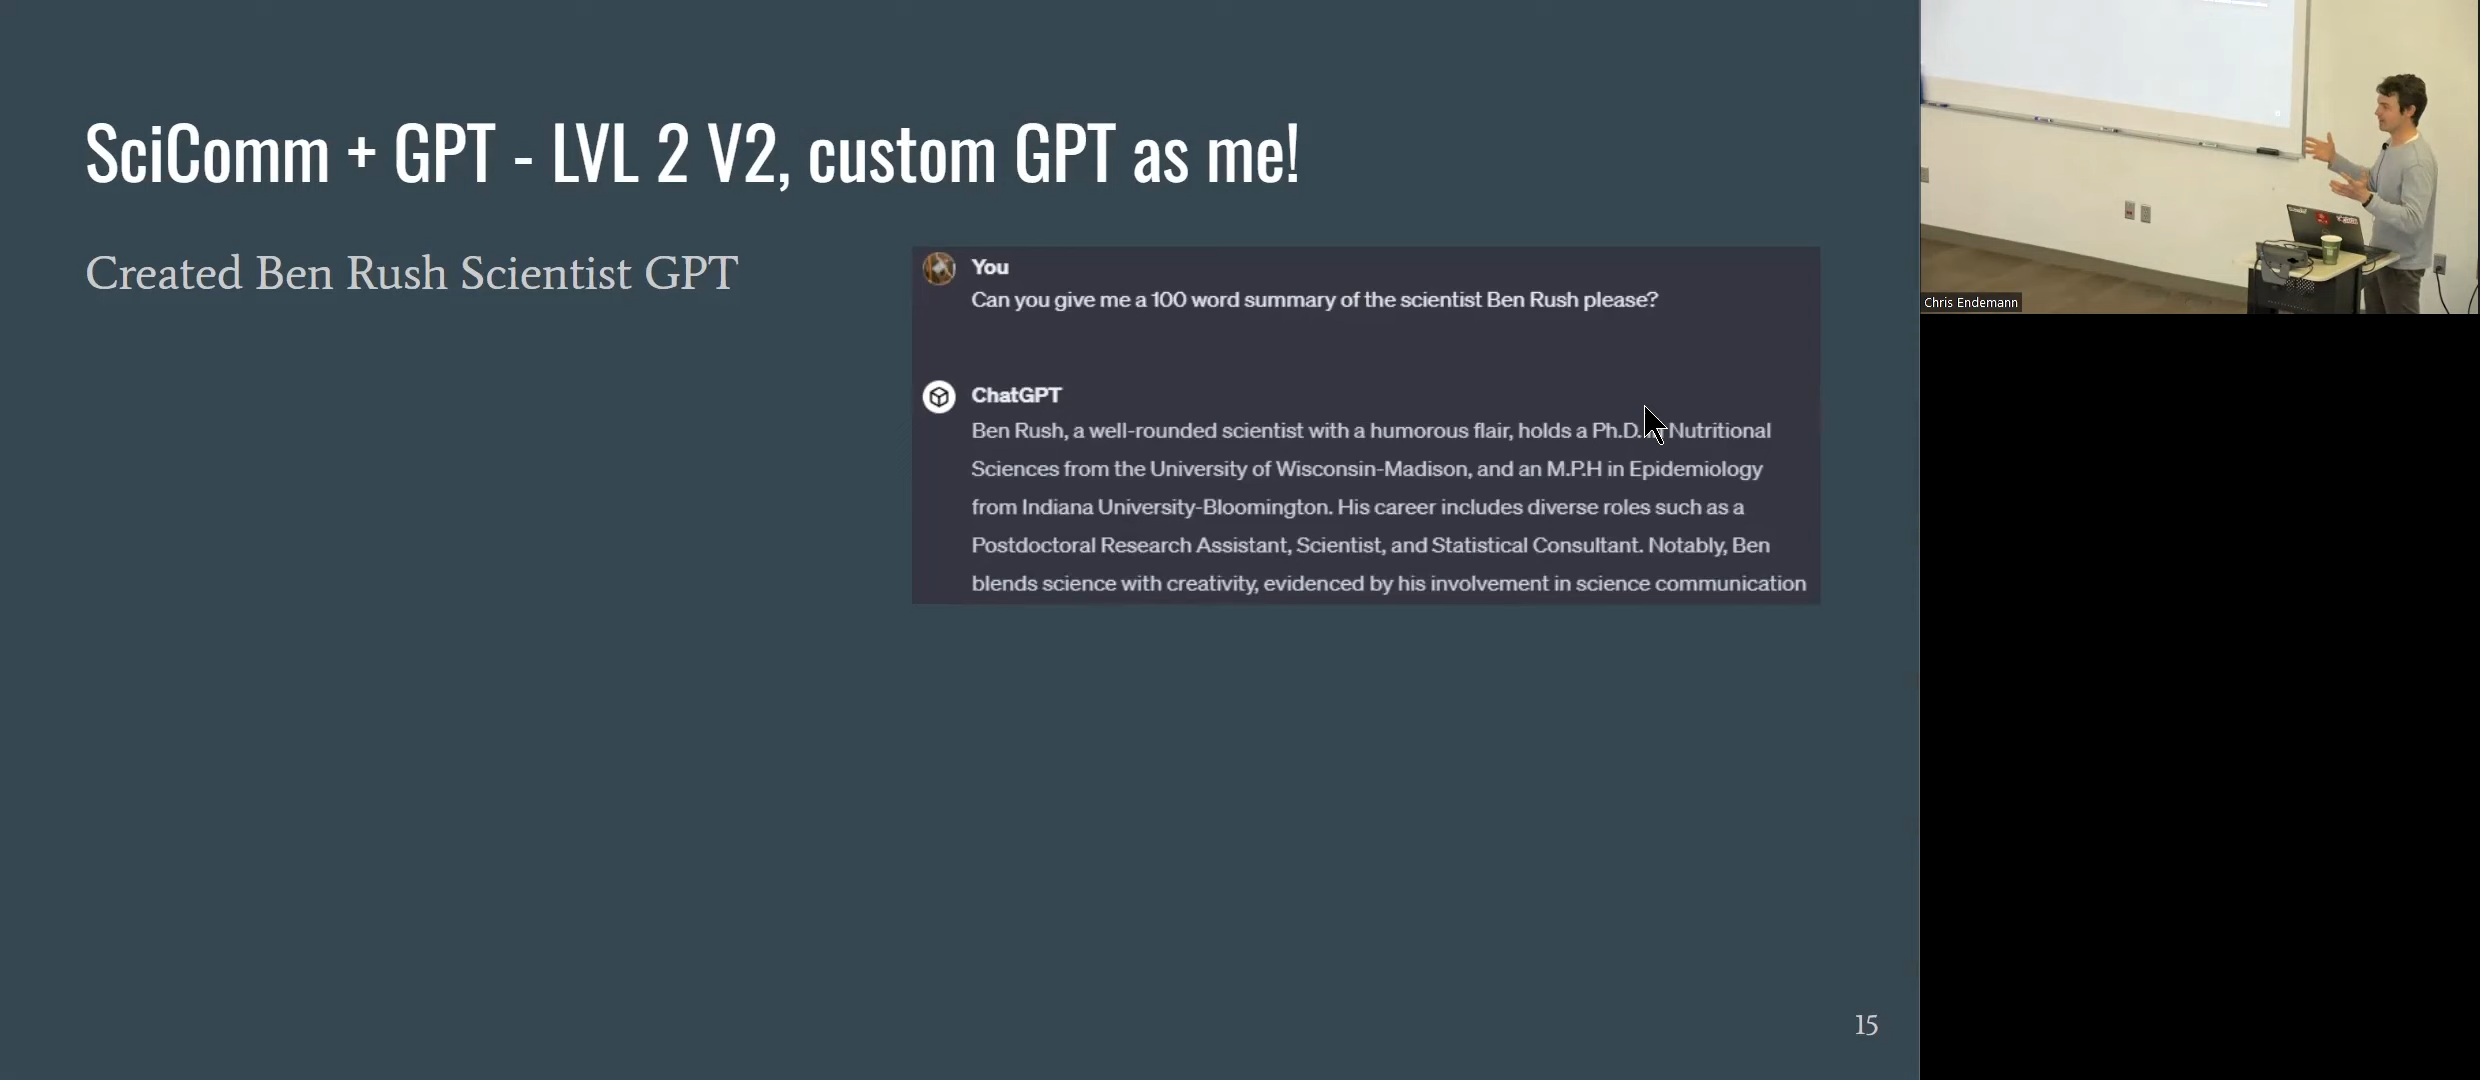 SciComm + GPT - LVL 2 V2, custom GPT as me!
Created Ben Rush Scientist GPT
You
Can you give me a 100 word summary of the scientist Ben Rush please?
ChatGPT
Ben Rush, a well-rounded scientist with a humorous flair, holds a Ph.D. Nutritional
Sciences from the University of Wisconsin-Madison, and an M.P.H in Epidemiology
from Indiana University-Bloomington. His career includes diverse roles such as a
Postdoctoral Research Assistant, Scientist, and Statistical Consultant. Notably, Ben
blends science with creativity, evidenced by his involvement in science communication
15
Chris Endemann